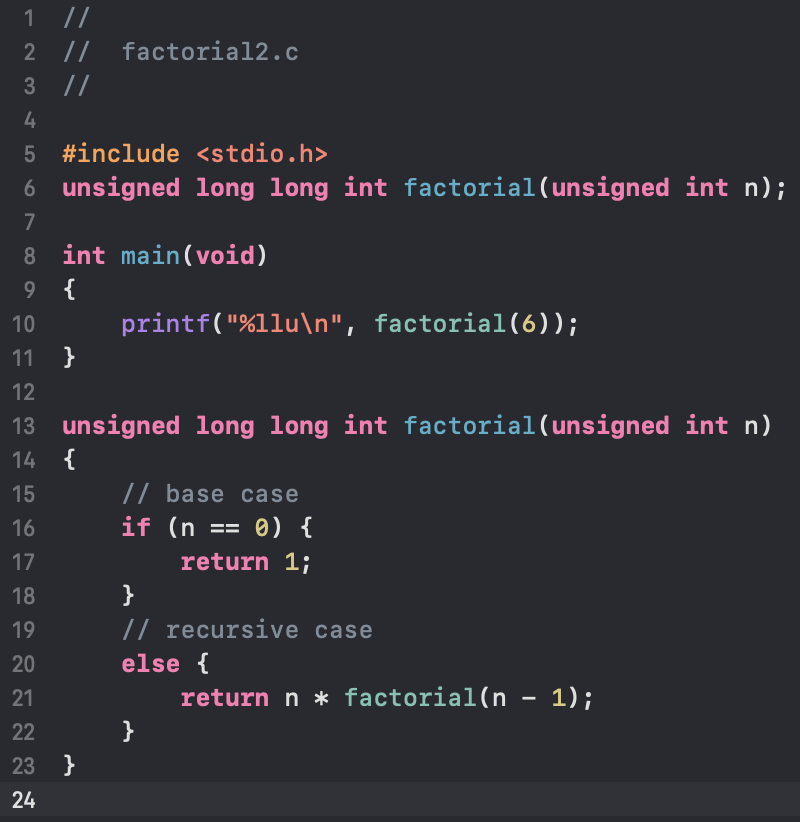 1 //
2 //  factorial2.c
3 //
4
5 #include <stdio.h>
6 unsigned long long int factorial(unsigned int n);
7
8 int main(void)
9 {
10     printf("%llu\n", factorial(6));
11 }
12
13 unsigned long long int factorial(unsigned int n)
14 {
15     // base case
16     if (n == 0) {
17         return 1;
18     }
19     // recursive case
20     else {
21         return n * factorial(n - 1);
22     }
23 }
24